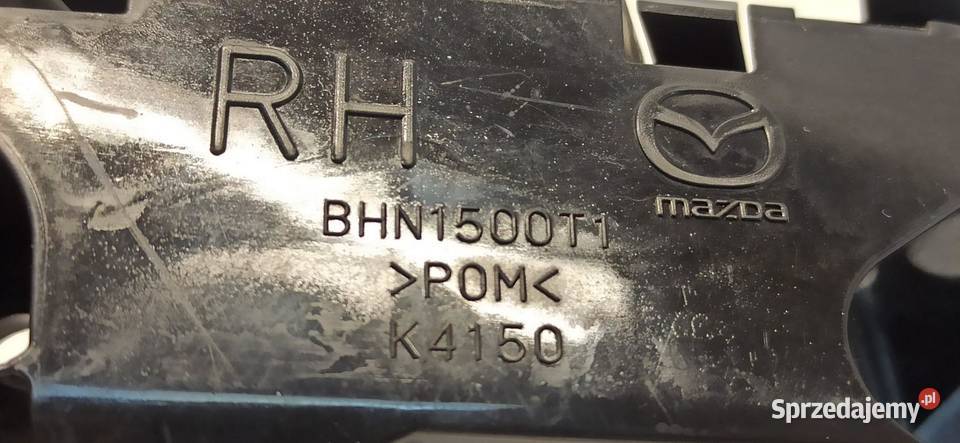 RH
mazda
BHN1500T1
>POM<
K4150
Sprzedajemy.pl